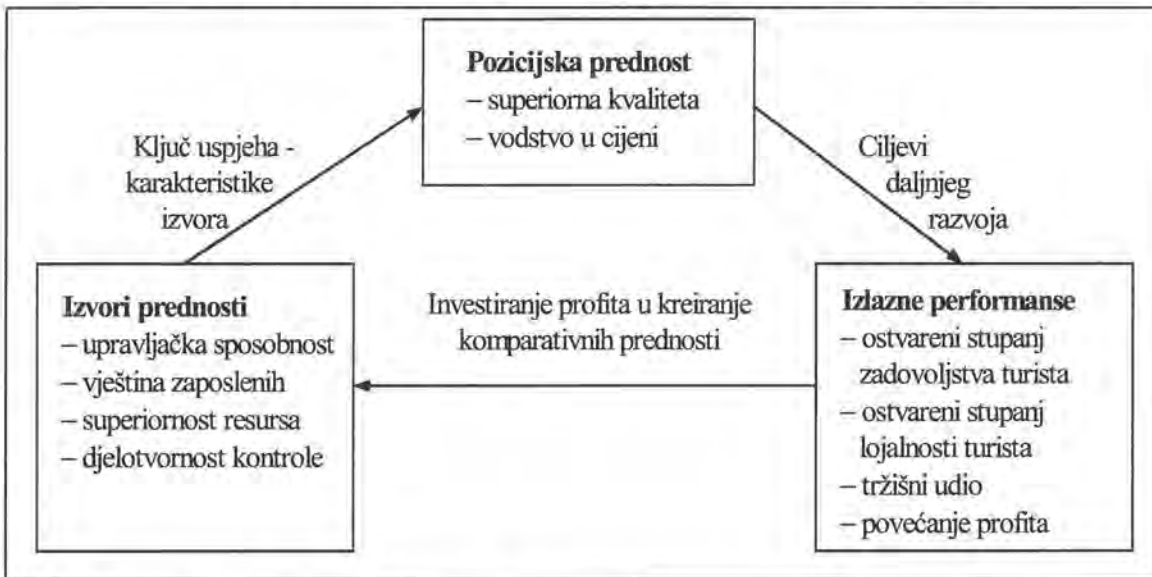 Pozicijska prednost
– superiorna kvaliteta
– vodstvo u cijeni
Ključ uspjeha -
karakteristike
izvora
Ciljevi
daljnjeg
razvoja
Izvori prednosti
– upravljačka sposobnost
– vještina zaposlenih
– superiornost resursa
– djelotvornost kontrole
Investiranje profita u kreiranje
komparativnih prednosti
Izlazne performanse
– ostvareni stupanj
zadovoljstva turista
– ostvareni stupanj
lojalnosti turista
– tržišni udio
– povećanje profita